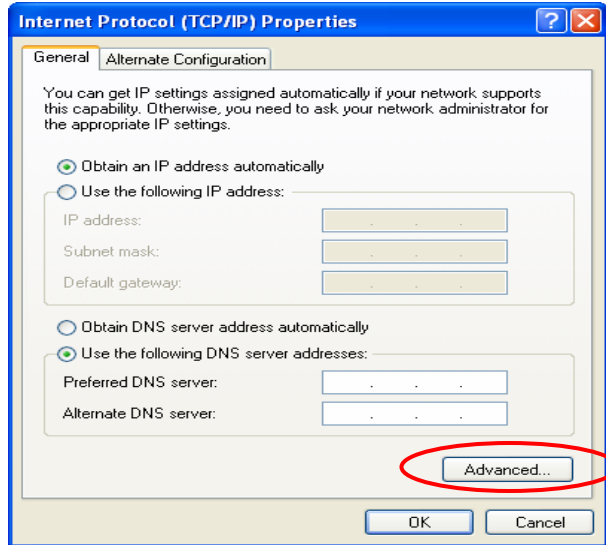 Internet Protocol (TCP/IP) Properties
General Alternate Configuration
You can get IP settings assigned automatically if your network supports
this capability. Otherwise, you need to ask your network administrator for
the appropriate IP settings.
Obtain an IP address automatically
Use the following IP address:
IP address:
Subnet mask:
Default gateway:
Obtain DNS server address automatically
Use the following DNS server addresses:
Preferred DNS server:
Alternate DNS server:
Advanced...
OK Cancel